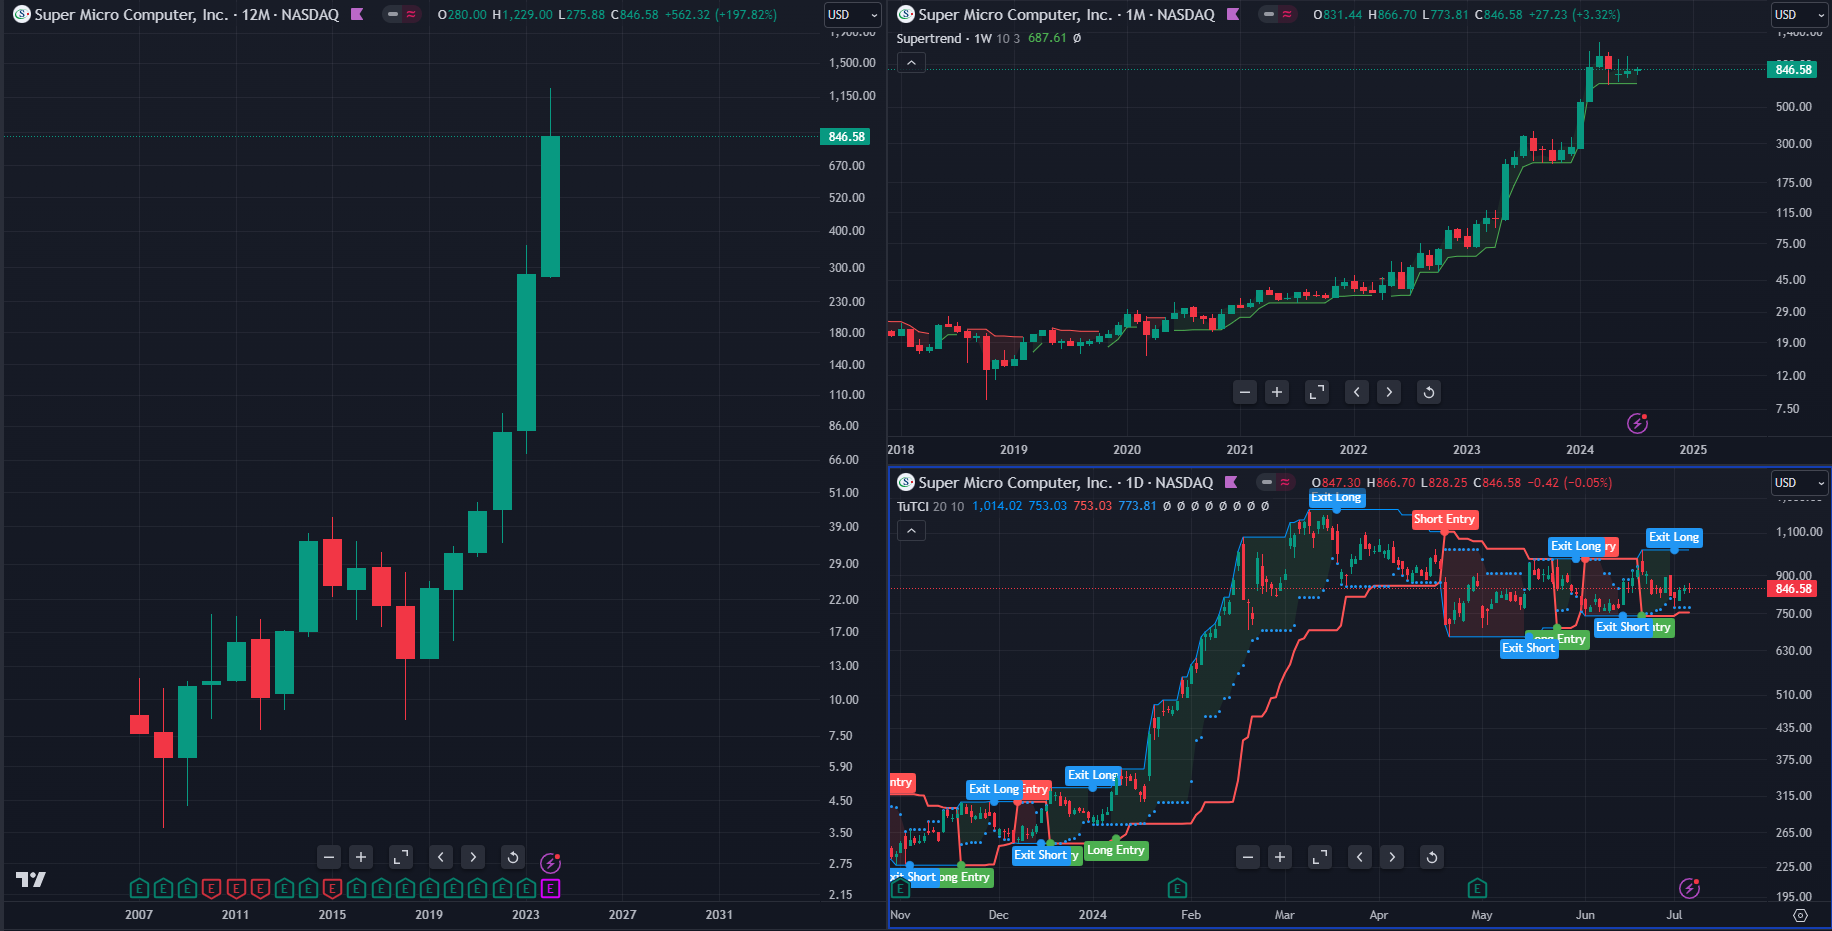 Super Micro Computer, Inc. · 12M · NASDAQ
O280.00 H1,229.00 L275.88 C846.58 +562.32 (+197.82%)
USD
1,500.00
1,150.00
846.58
670.00
520.00
400.00
300.00
230.00
180.00
140.00
110.00
86.00
66.00
51.00
39.00
29.00
22.00
17.00
13.00
10.00
7.50
5.90
4.50
3.50
2.75
2.15
E E E E E E E E E E E E E E E E E E
2007 2011 2015 2019 2023 2027 2031
Super Micro Computer, Inc. · 1M · NASDAQ
O831.44 H866.70 L773.81 C846.58 +27.23 (+3.32%)
USD
Supertrend · 1W 10 3 687.61 Ø
846.58
500.00
300.00
175.00
115.00
75.00
45.00
29.00
19.00
12.00
7.50
2018 2019 2020 2021 2022 2023 2024 2025
Super Micro Computer, Inc. · 1D · NASDAQ
O847.30 H866.70 L828.25 C846.58 −0.42 (−0.05%)
USD
TuTCI 20 10 1,014.02 753.03 753.03 773.81 Ø Ø Ø Ø Ø Ø Ø Ø
Exit Long
Short Entry
Exit Long ry
Exit Long
1,100.00
900.00
846.58
750.00
630.00
510.00
435.00
375.00
315.00
265.00
225.00
195.00
Exit Short try
Entry
Exit Short
ntry
Exit Long Entry
Exit Long
Exit Short y
Long Entry
xit Short ong Entry
E E E
Nov Dec 2024 Feb Mar Apr May Jun Jul